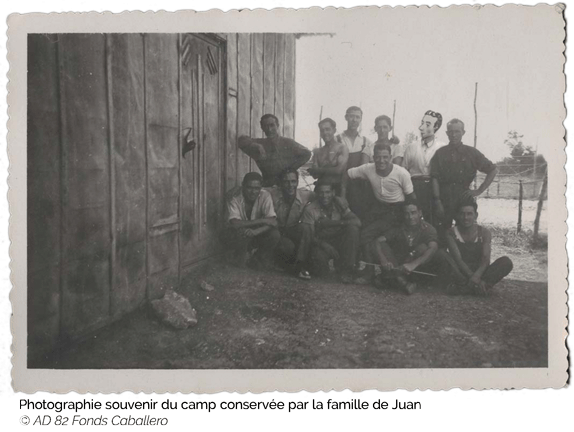 Photographie souvenir du camp conservée par la famille de Juan
© AD 82 Fonds Caballero